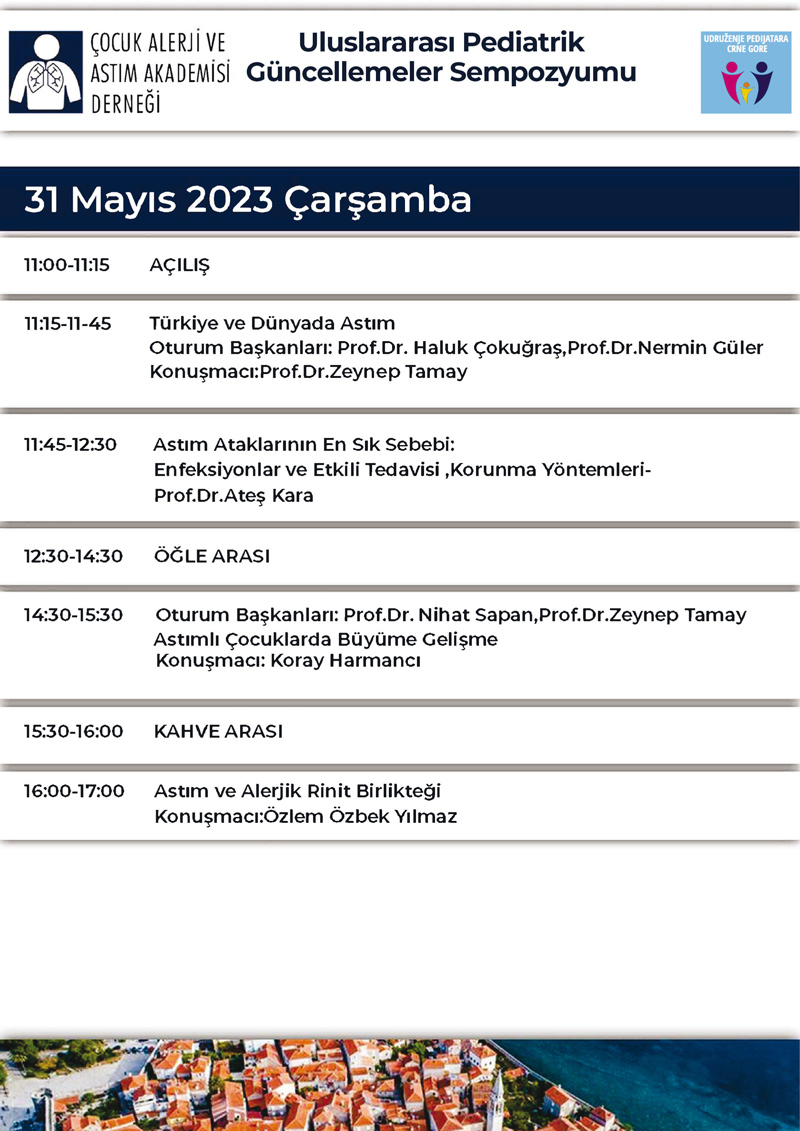 ÇOCUK ALERJİ VE
ASTIM AKADEMİSİ
DERNEĞİ
Uluslararası Pediatrik
Güncellemeler Sempozyumu
UDRUŽENJE PEDIJATARA
CRNE GORE
31 Mayıs 2023 Çarşamba
11:00-11:15 AÇILIŞ
11:15-11-45 Türkiye ve Dünyada Astım
Oturum Başkanları: Prof.Dr. Haluk Çokuğraş,Prof.Dr.Nermin Güler
Konuşmacı:Prof.Dr.Zeynep Tamay
11:45-12:30 Astım Ataklarının En Sık Sebebi:
Enfeksiyonlar ve Etkili Tedavisi ,Korunma Yöntemleri-
Prof.Dr.Ateş Kara
12:30-14:30 ÖĞLE ARASI
14:30-15:30 Oturum Başkanları: Prof.Dr. Nihat Sapan,Prof.Dr.Zeynep Tamay
Astımlı Çocuklarda Büyüme Gelişme
Konuşmacı: Koray Harmancı
15:30-16:00 KAHVE ARASI
16:00-17:00 Astım ve Alerjik Rinit Birlikteği
Konuşmacı:Özlem Özbek Yılmaz